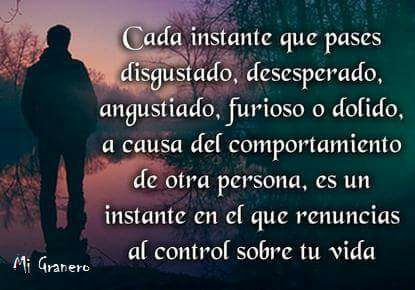 Cada instante que pases
disgustado, desesperado,
angustiado, furioso o dolido,
a causa del comportamiento
de otra persona, es un
instante en el que renuncias
al control sobre tu vida
Mi Granero